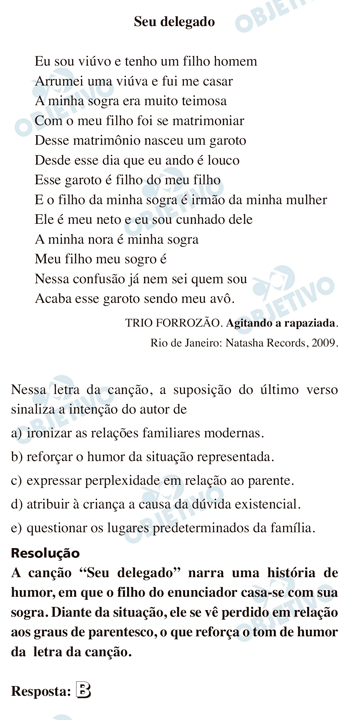 Seu delegado
Eu sou viúvo e tenho um filho homem
Arrumei uma viúva e fui me casar
A minha sogra era muito teimosa
Com o meu filho foi se matrimoniar
Desse matrimônio nasceu um garoto
Desde esse dia que eu ando é louco
Esse garoto é filho do meu filho
E o filho da minha sogra é irmão da minha mulher
Ele é meu neto e eu sou cunhado dele
A minha nora é minha sogra
Meu filho meu sogro é
Nessa confusão já nem sei quem sou
Acaba esse garoto sendo meu avô.
TRIO FORROZÃO. Agitando a rapaziada.
Rio de Janeiro: Natasha Records, 2009.
Nessa letra da canção, a suposição do último verso
sinaliza a intenção do autor de
a) ironizar as relações familiares modernas.
b) reforçar o humor da situação representada.
c) expressar perplexidade em relação ao parente.
d) atribuir à criança a causa da dúvida existencial.
e) questionar os lugares predeterminados da família.
Resolução
A canção “Seu delegado” narra uma história de
humor, em que o filho do enunciador casa-se com sua
sogra. Diante da situação, ele se vê perdido em relação
aos graus de parentesco, o que reforça o tom de humor
da letra da canção.
Resposta: B
OBJETIVO
OBJETIVO
OBJETIVO
OBJETIVO
OBJETIVO
OBJETIVO
OBJETIVO